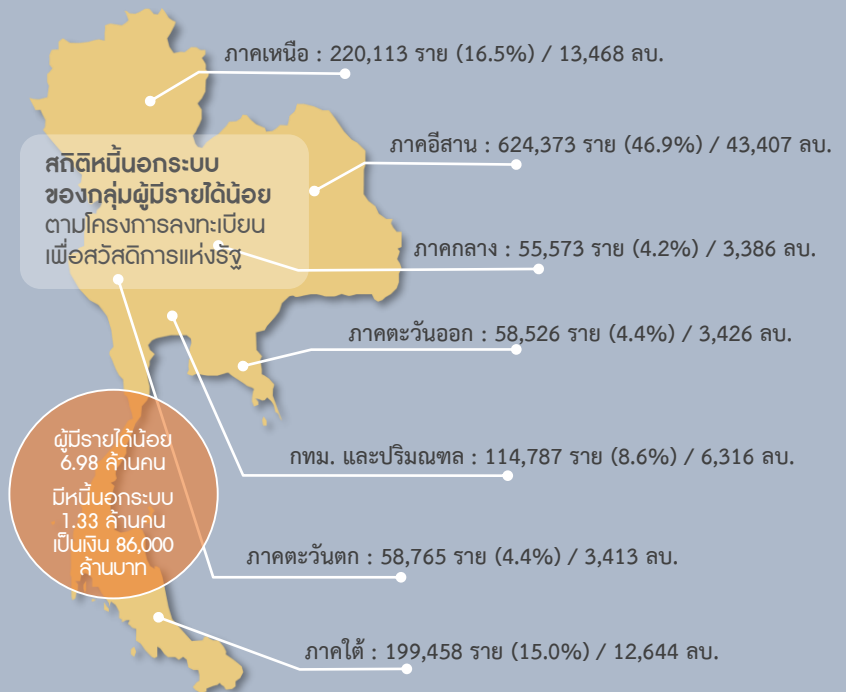 ภาคเหนือ : 220,113 ราย (16.5%) / 13,468 ลบ.
ภาคอีสาน : 624,373 ราย (46.9%) / 43,407 ลบ.
สถิติหนี้นอกระบบ
ของกลุ่มผู้มีรายได้น้อย
ตามโครงการลงทะเบียน
เพื่อสวัสดิการแห่งรัฐ
ภาคกลาง : 55,573 ราย (4.2%) / 3,386 ลบ.
ภาคตะวันออก : 58,526 ราย (4.4%) / 3,426 ลบ.
ผู้มีรายได้น้อย
6.98 ล้านคน
มีหนี้นอกระบบ
1.33 ล้านคน
เป็นเงิน 86,000
ล้านบาท
กทม. และปริมณฑล : 114,787 ราย (8.6%) / 6,316 ลบ.
ภาคตะวันตก : 58,765 ราย (4.4%) / 3,413 ลบ.
ภาคใต้ : 199,458 ราย (15.0%) / 12,644 ลบ.